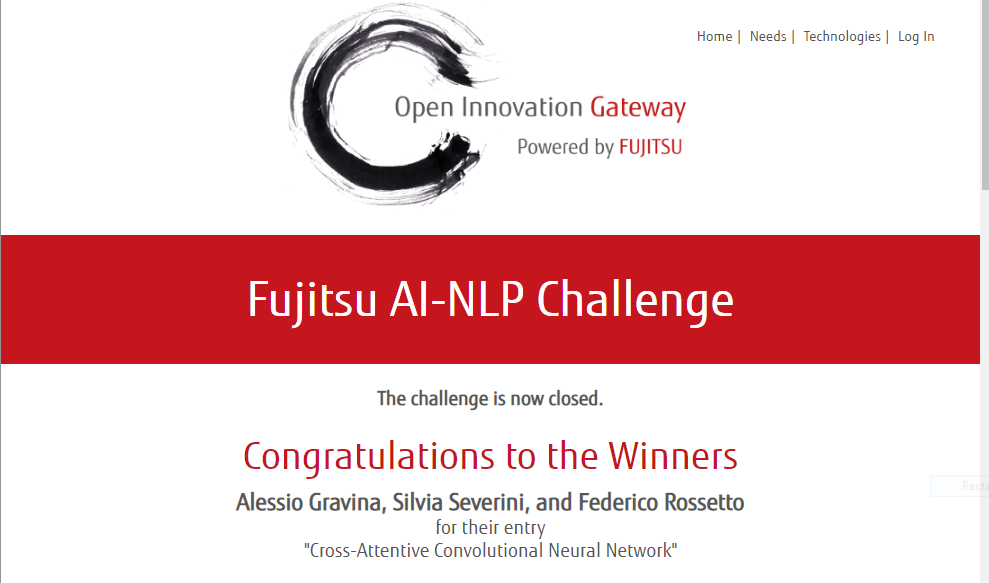 Home | Needs | Technologies | Log In
Open Innovation Gateway
Powered by FUJITSU
Fujitsu AI-NLP Challenge
The challenge is now closed.
Congratulations to the Winners
Alessio Gravina, Silvia Severini, and Federico Rossetto
for their entry
"Cross-Attentive Convolutional Neural Network"